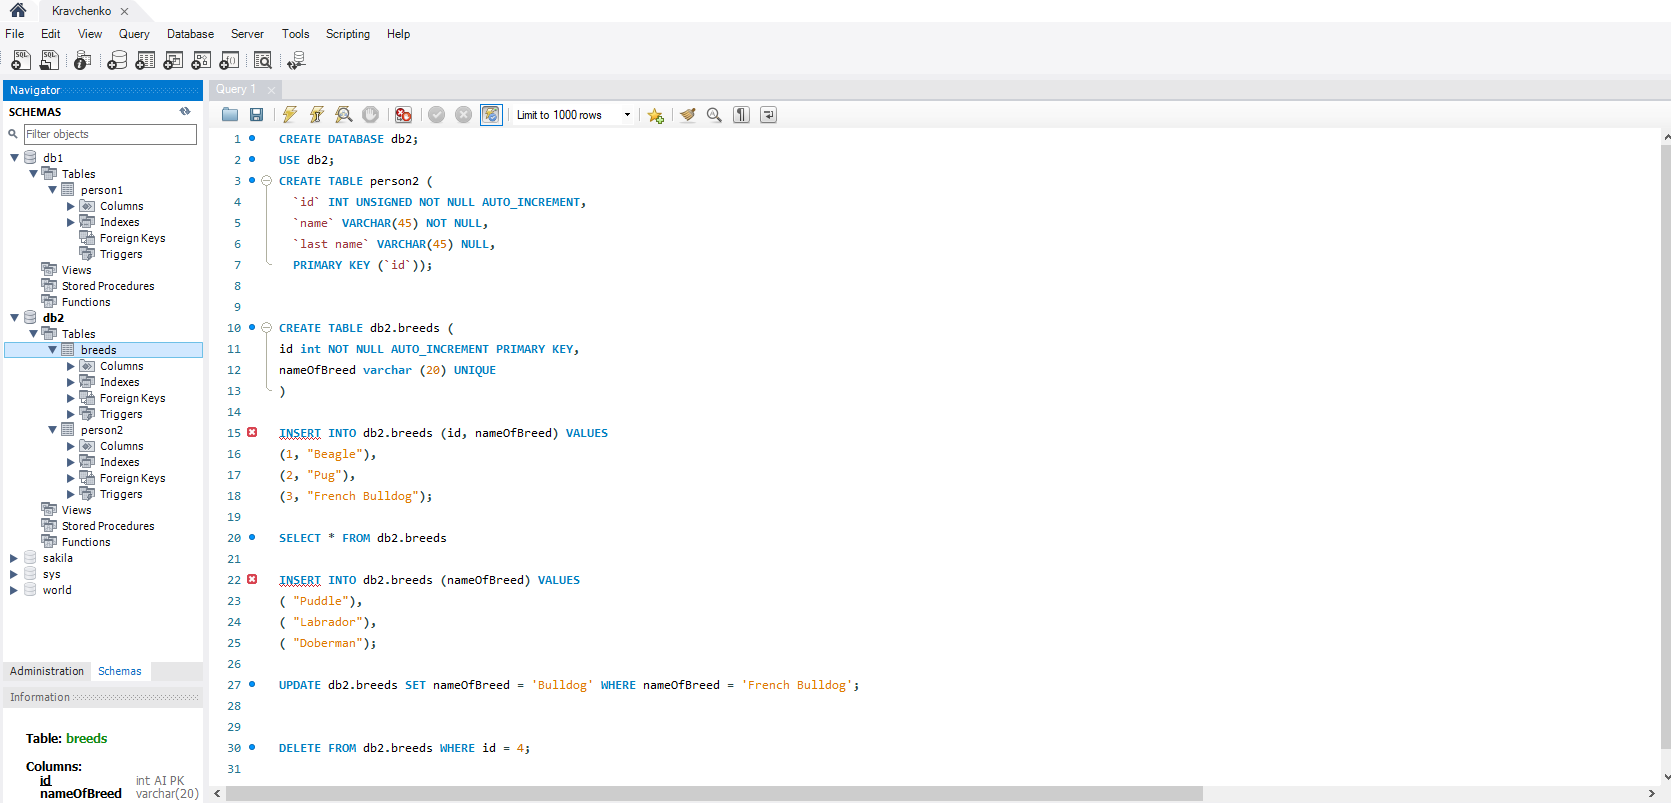 Kravchenko
File Edit View Query Database Server Tools Scripting Help
Navigator
SCHEMAS
Filter objects
db1
Tables
person1
Columns
Indexes
Foreign Keys
Triggers
Views
Stored Procedures
Functions
db2
Tables
breeds
Columns
Indexes
Foreign Keys
Triggers
person2
Columns
Indexes
Foreign Keys
Triggers
Views
Stored Procedures
Functions
sakila
sys
world
Administration Schemas
Information
Table: breeds
Columns:
id int AI PK
nameOfBreed varchar(20)
Query 1
Limit to 1000 rows
1 CREATE DATABASE db2;
2 USE db2;
3 CREATE TABLE person2 (
4 `id` INT UNSIGNED NOT NULL AUTO_INCREMENT,
5 `name` VARCHAR(45) NOT NULL,
6 `last name` VARCHAR(45) NULL,
7 PRIMARY KEY (`id`));
8
9
10 CREATE TABLE db2.breeds (
11 id int NOT NULL AUTO_INCREMENT PRIMARY KEY,
12 nameOfBreed varchar (20) UNIQUE
13 )
14
15 INSERT INTO db2.breeds (id, nameOfBreed) VALUES
16 (1, "Beagle"),
17 (2, "Pug"),
18 (3, "French Bulldog");
19
20 SELECT * FROM db2.breeds
21
22 INSERT INTO db2.breeds (nameOfBreed) VALUES
23 ( "Puddle"),
24 ( "Labrador"),
25 ( "Doberman");
26
27 UPDATE db2.breeds SET nameOfBreed = 'Bulldog' WHERE nameOfBreed = 'French Bulldog';
28
29
30 DELETE FROM db2.breeds WHERE id = 4;
31